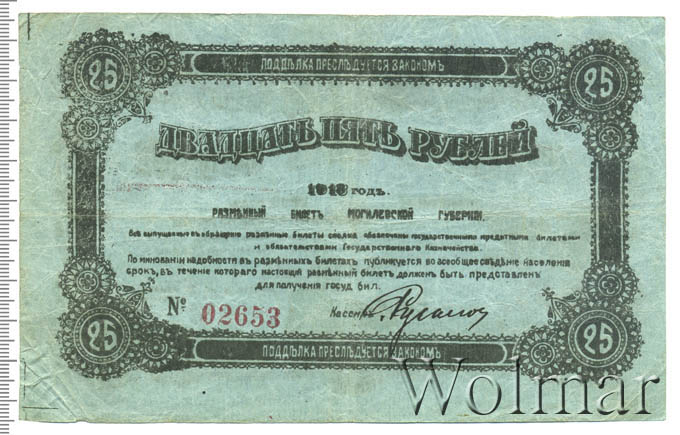 25 ПОДДѢЛКА ПРЕСЛѢДУЕТСЯ ЗАКОНОМЪ 25
ДВАДЦАТЬ ПЯТЬ РУБЛЕЙ
1918 годъ.
РАЗМѢННЫЙ БИЛЕТЪ МОГИЛЕВСКОЙ ГУБЕРНІИ.
Всѣ выпущенные въ обращеніе размѣнные билеты сполна обезпечены государственными кредитными билетами
и обязательствами Государственнаго Казначейства.
По минованіи надобности въ размѣнныхъ билетахъ публикуется во всеобщее свѣдѣніе населенія
срокъ, въ теченіе котораго настоящій размѣнный билетъ долженъ быть представленъ
для полученія госуд. бил.
№ 02653 Кассиръ
25 ПОДДѢЛКА ПРЕСЛѢДУЕТСЯ ЗАКОНОМЪ 25
Wolmar